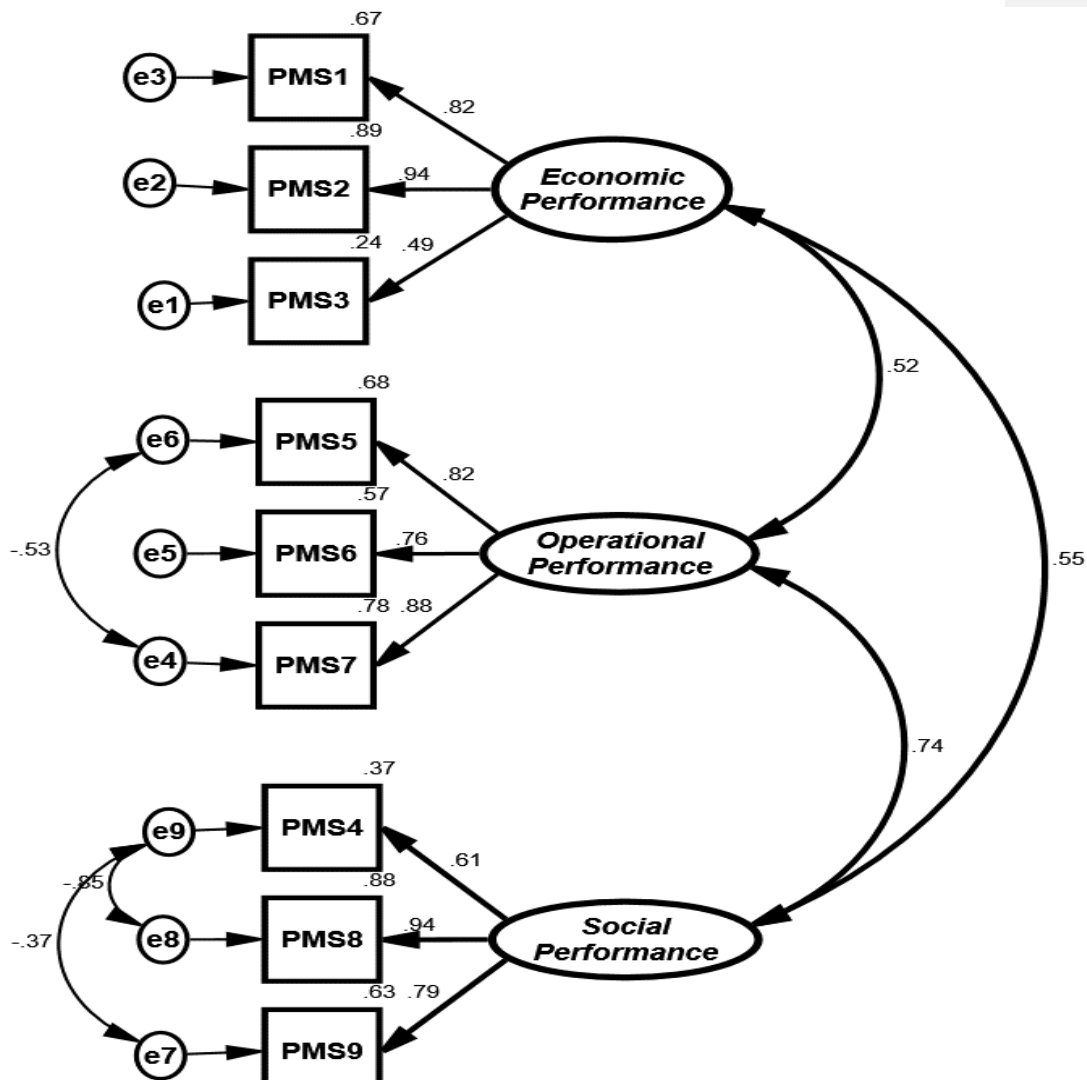 .67
e3
PMS1
.82
.89
e2
PMS2
.94
Economic
Performance
.24 .49
e1
PMS3
.52
.68
e6
PMS5
.82
.57
-.53
e5
PMS6
.76
Operational
Performance
.55
.78 .88
e4
PMS7
.74
.37
e9
PMS4
.61
-.85
.88
-.37
e8
PMS8
.94
Social
Performance
.63 .79
e7
PMS9